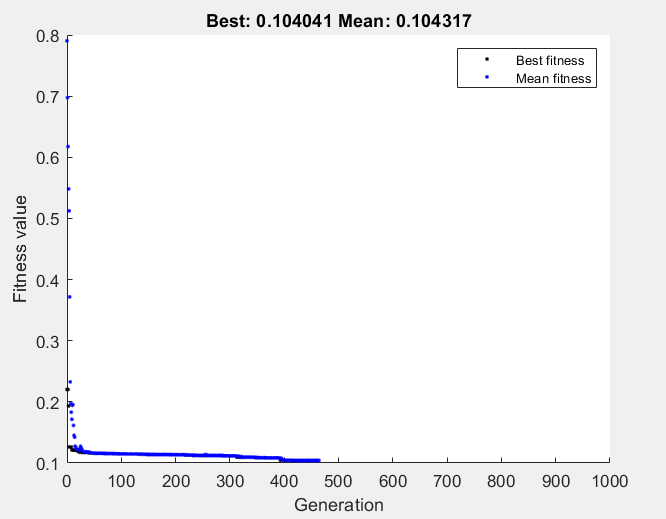 Best: 0.104041 Mean: 0.104317
Best fitness
Mean fitness
Fitness value
0.8
0.7
0.6
0.5
0.4
0.3
0.2
0.1
0 100 200 300 400 500 600 700 800 900 1000
Generation